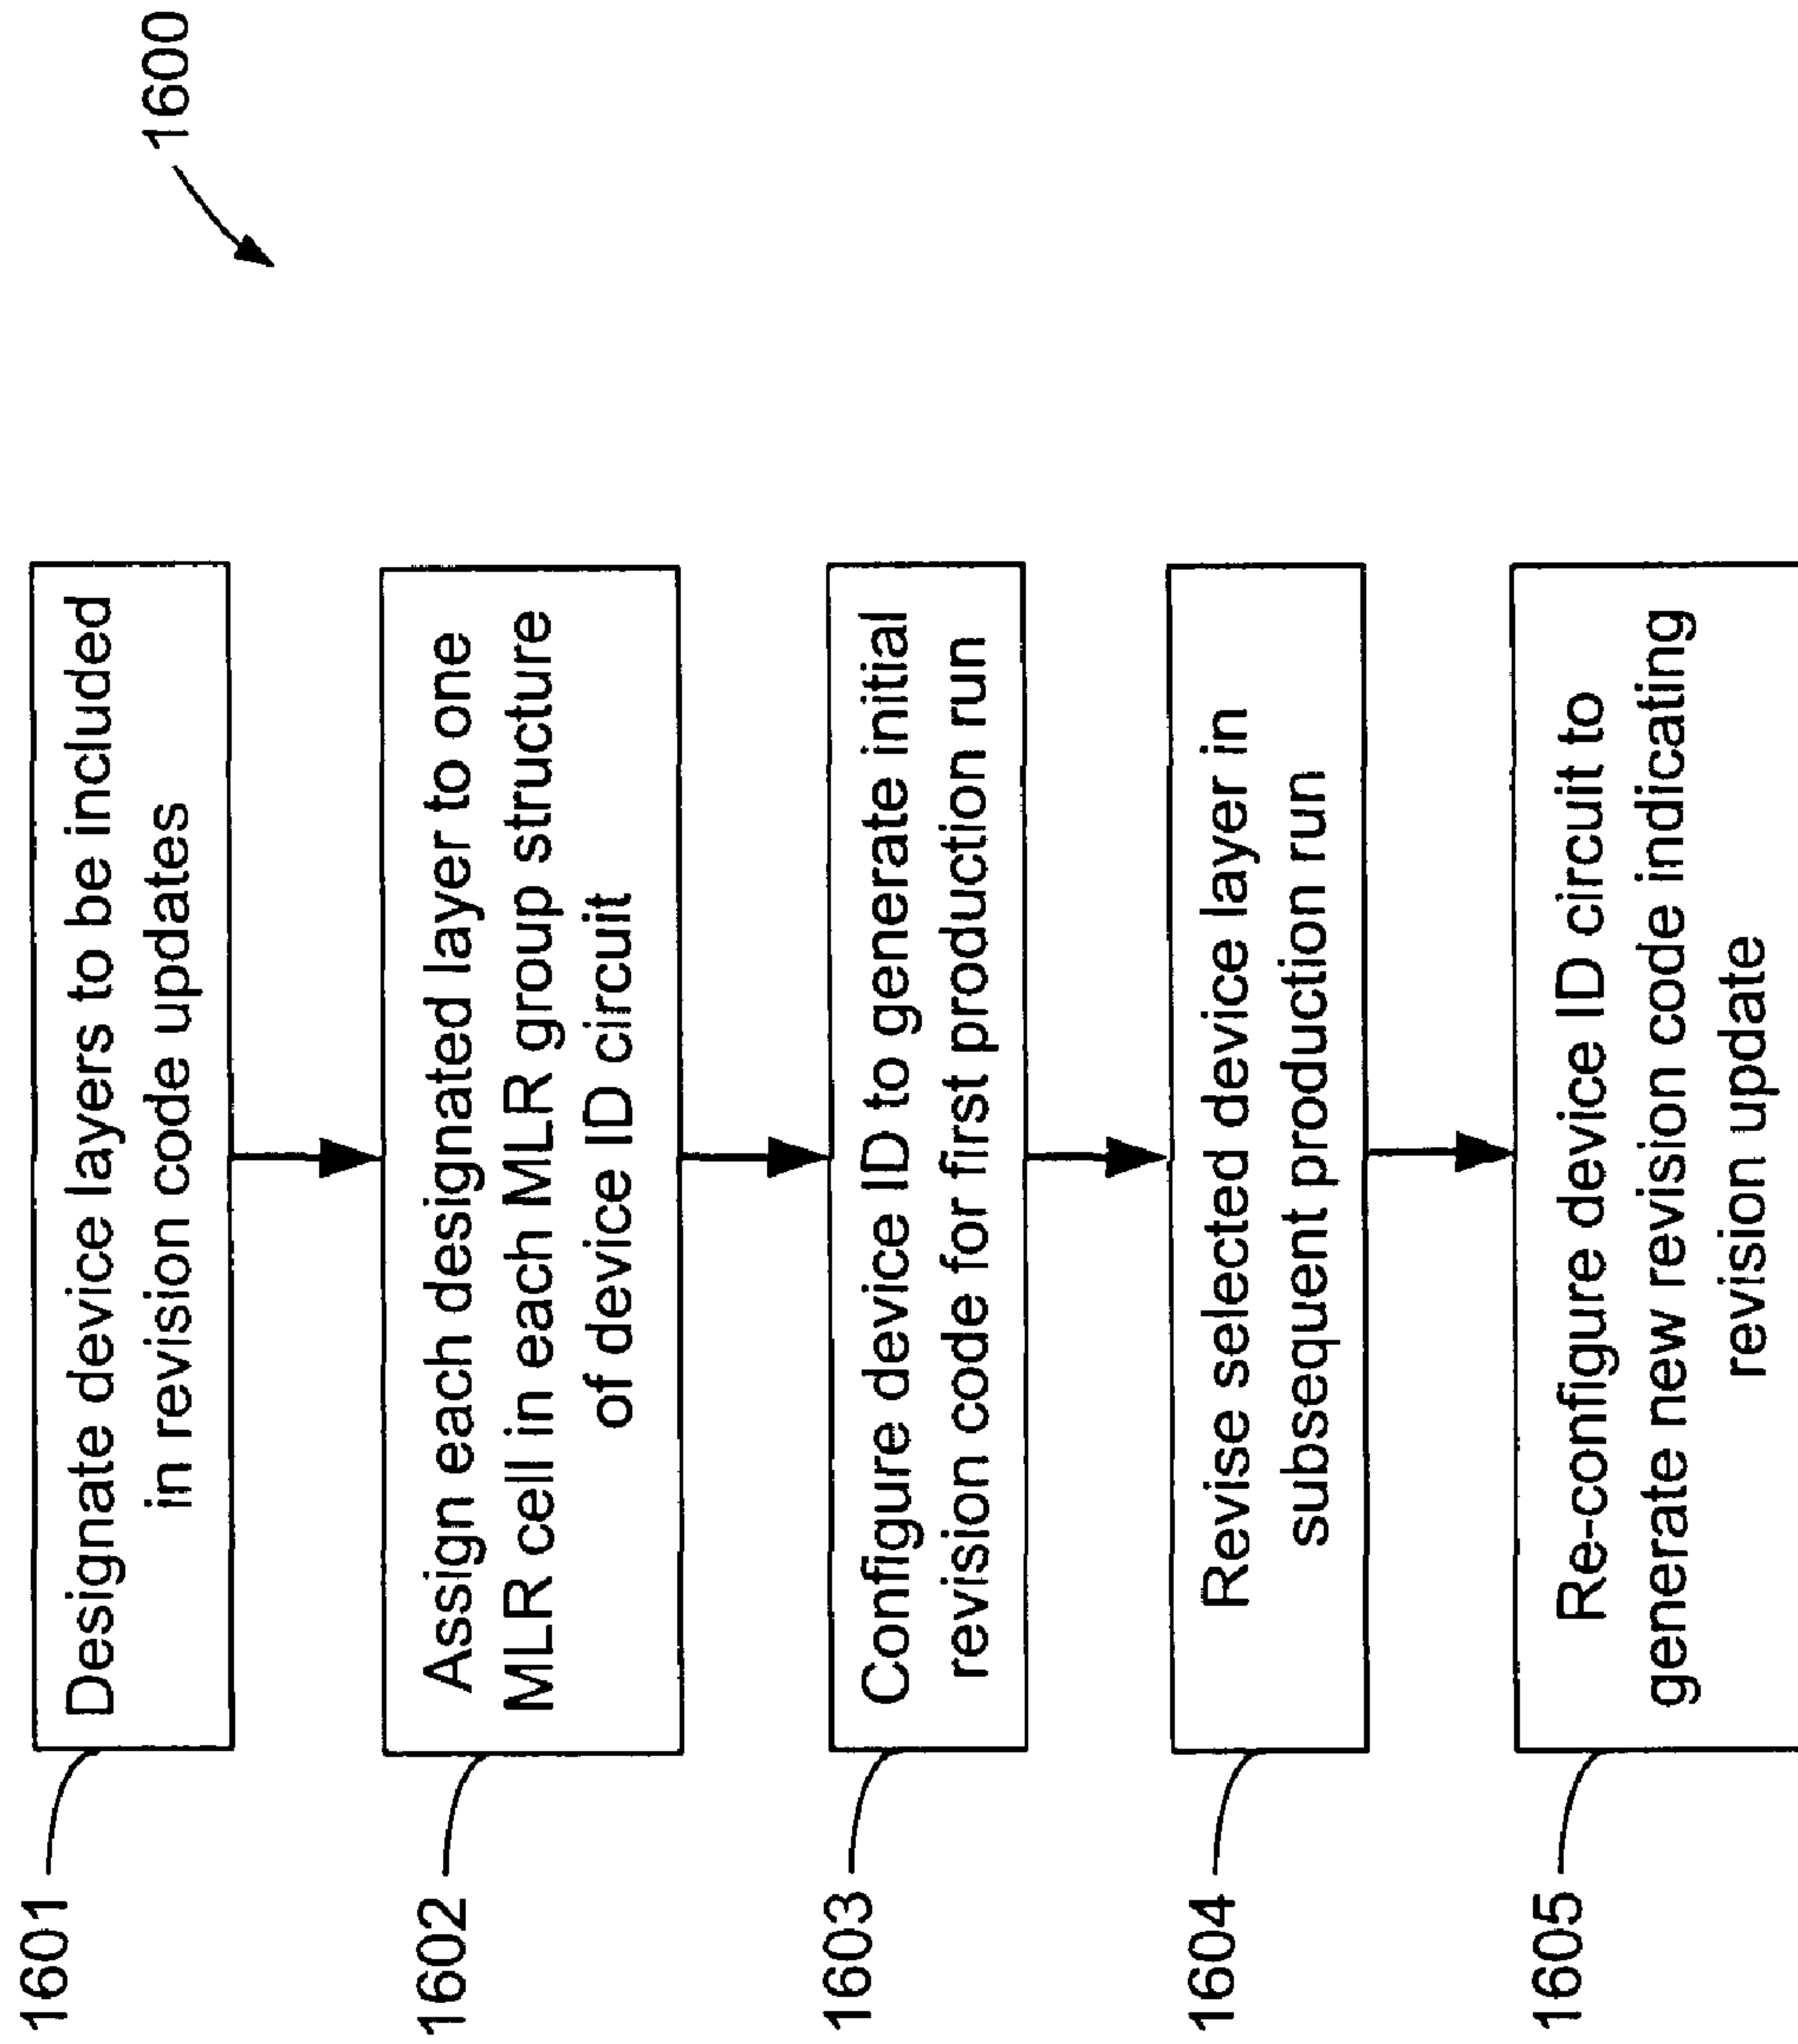 1600
1601
Designate device layers to be included
in revision code updates
1602
Assign each designated layer to one
MLR cell in each MLR group structure
of device ID circuit
1603
Configure device ID to generate initial
revision code for first production run
1604
Revise selected device layer in
subsequent production run
1605
Re-configure device ID circuit to
generate new revision code indicating
revision update